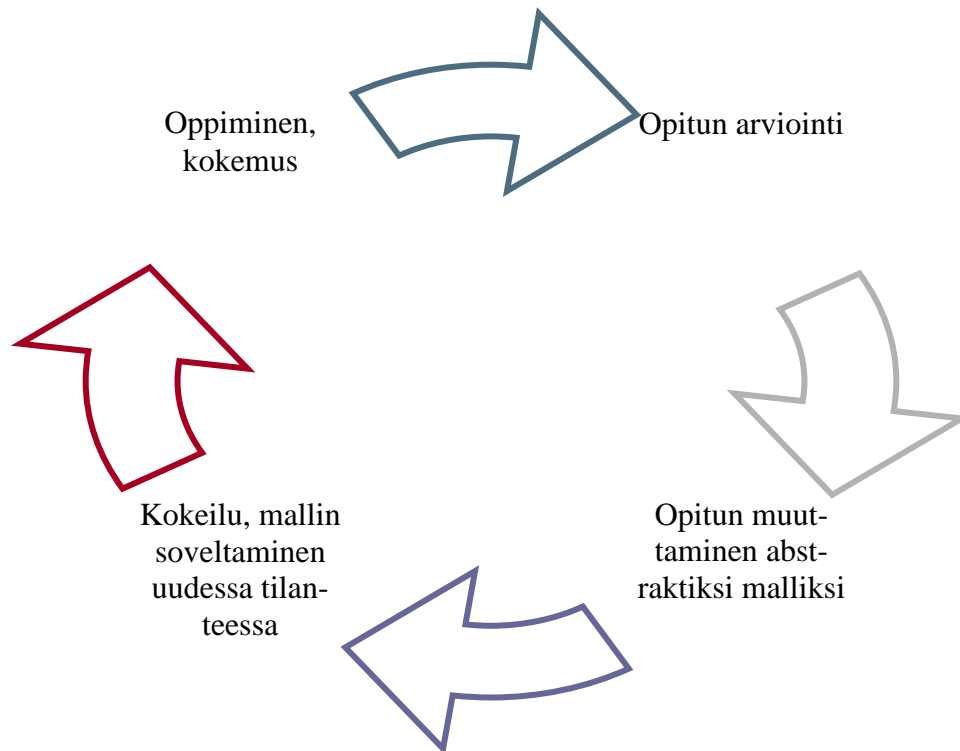 Oppiminen,
kokemus
Opitun arviointi
Opitun muut-
taminen abst-
raktiksi malliksi
Kokeilu, mallin
soveltaminen
uudessa tilan-
teessa